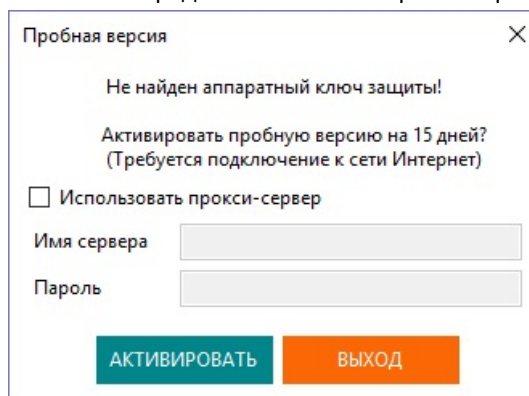 Пробная версия
Не найден аппаратный ключ защиты!
Активировать пробную версию на 15 дней?
(Требуется подключение к сети Интернет)
Использовать прокси-сервер
Имя сервера
Пароль
АКТИВИРОВАТЬ ВЫХОД